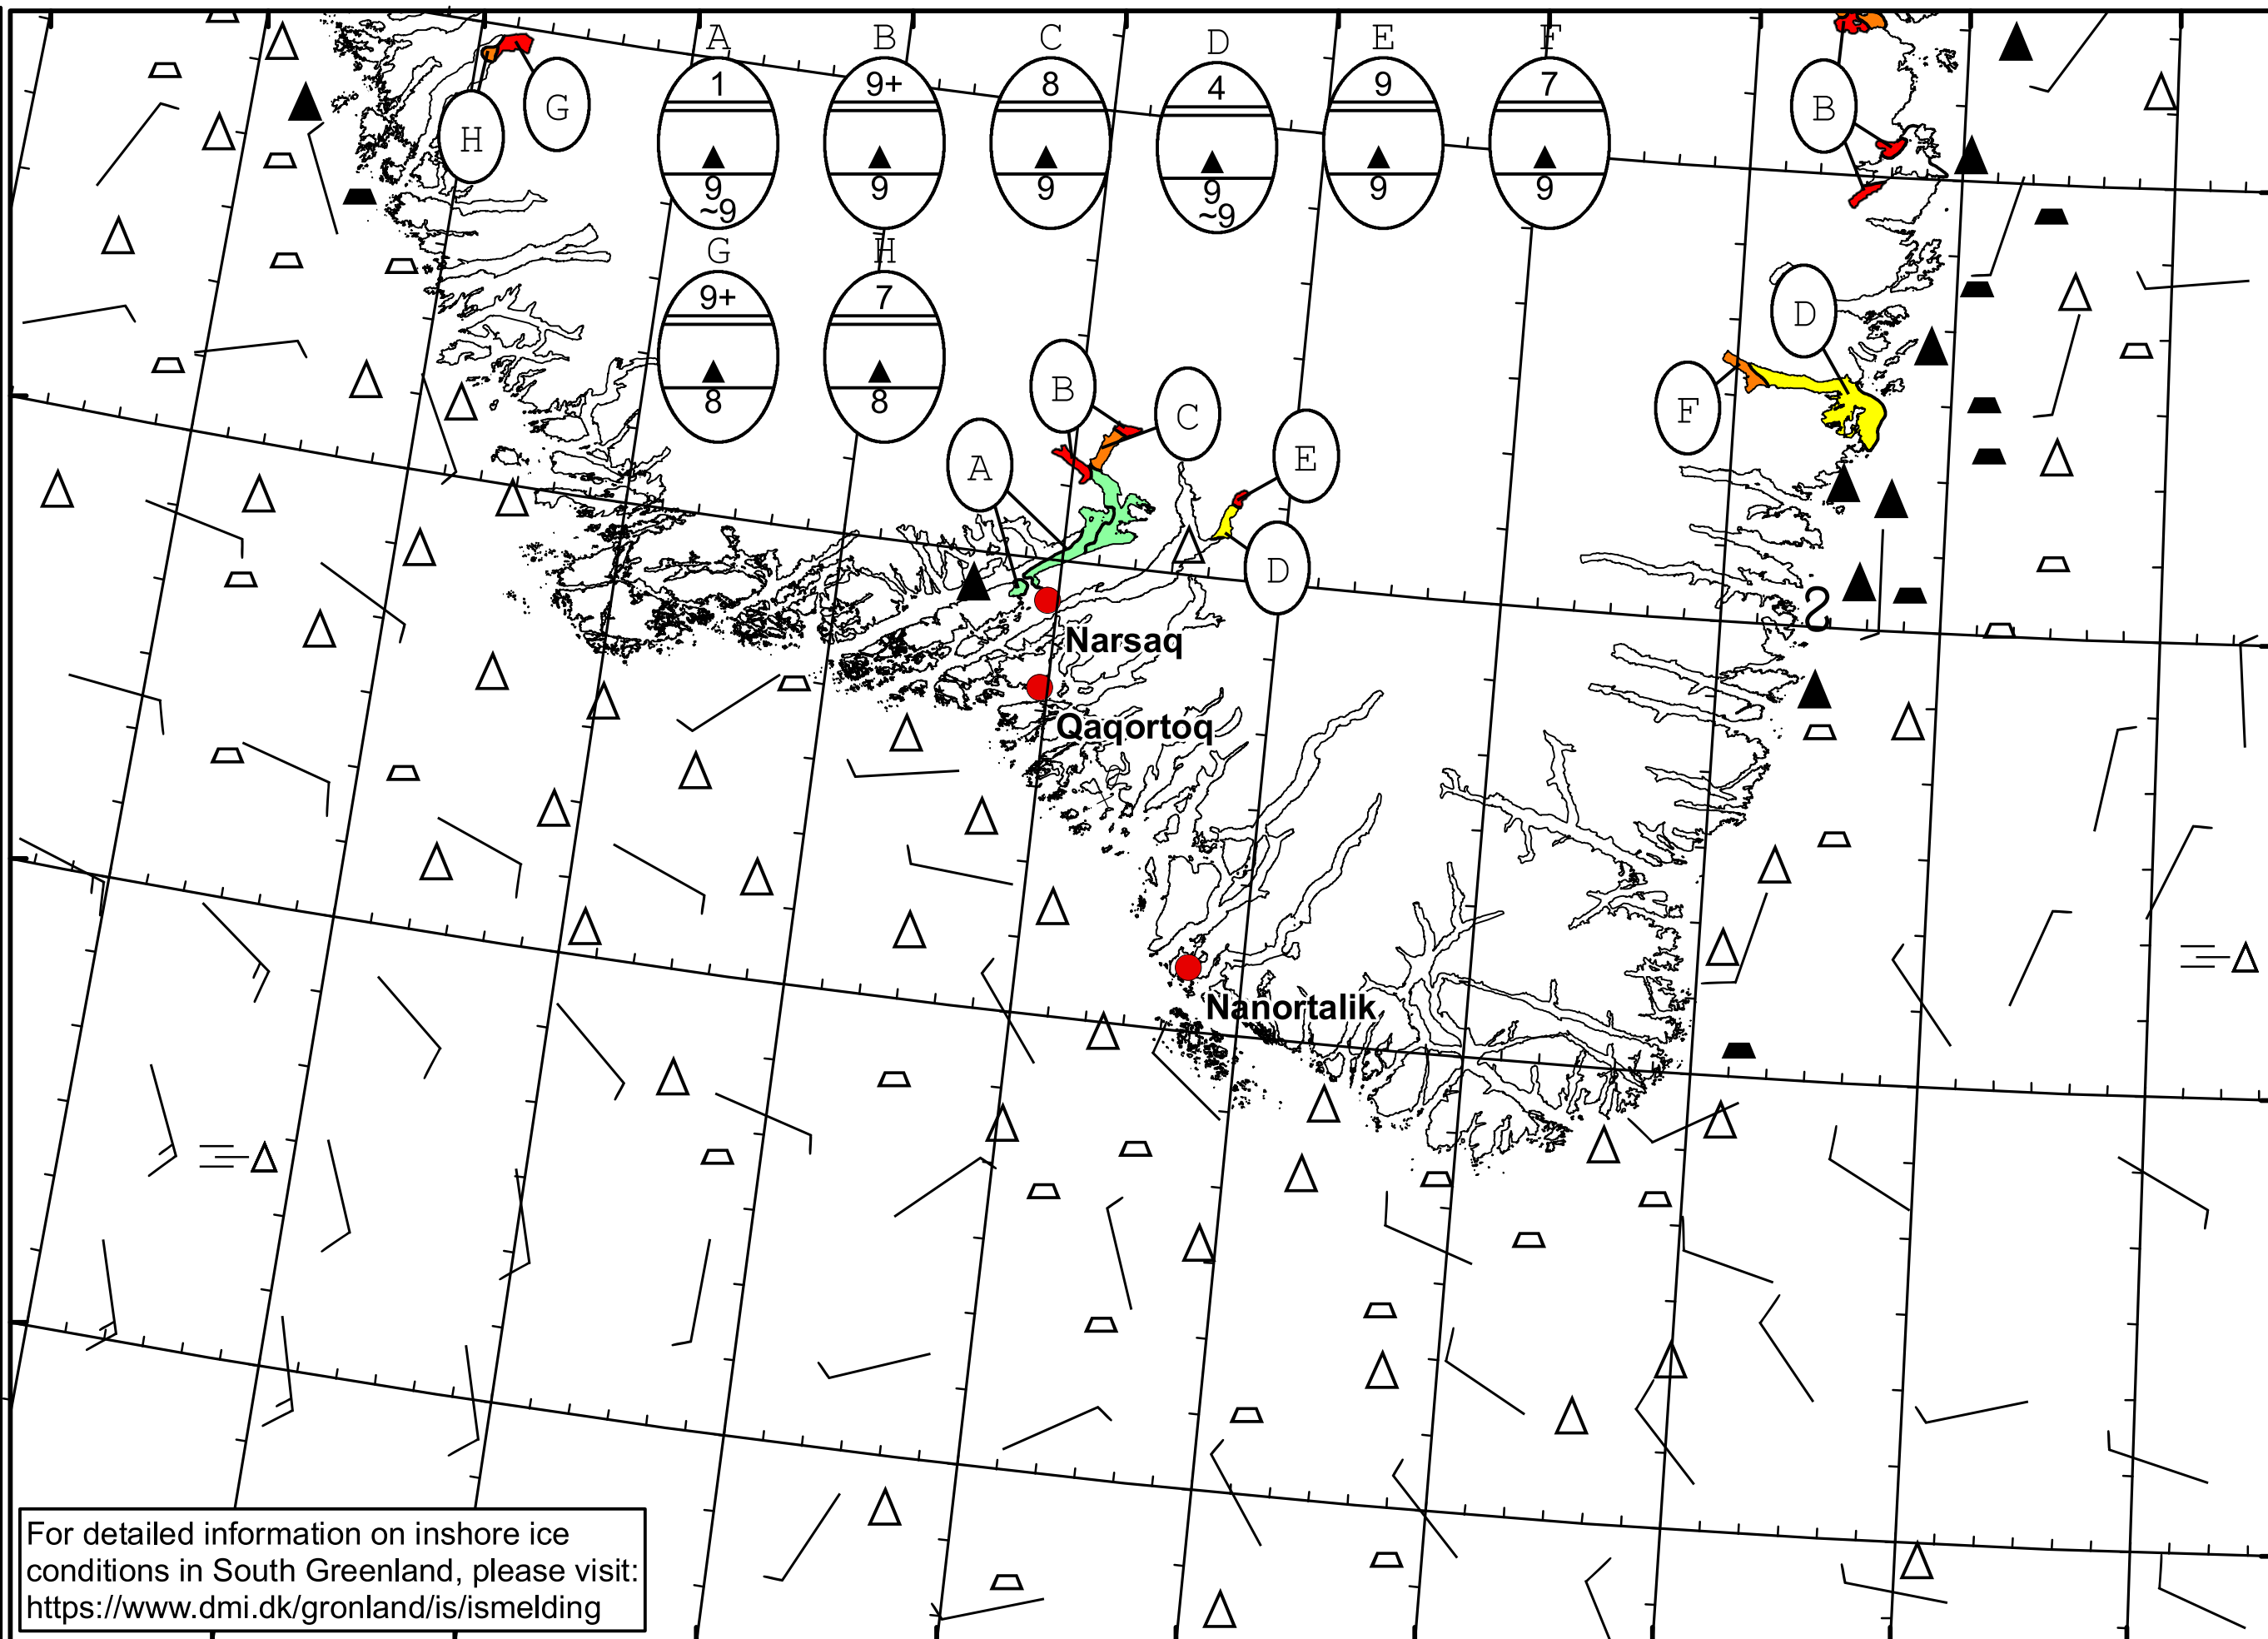 A B C D E F
1 9+ 8 4 9 7
9 9 9 9 9 9
~9 ~9
G H
9+ 7
8 8
H G
B
D
F
B
C
A
E
D
Narsaq
Qaqortoq
Nanortalik
For detailed information on inshore ice
conditions in South Greenland, please visit:
https://www.dmi.dk/gronland/is/ismelding